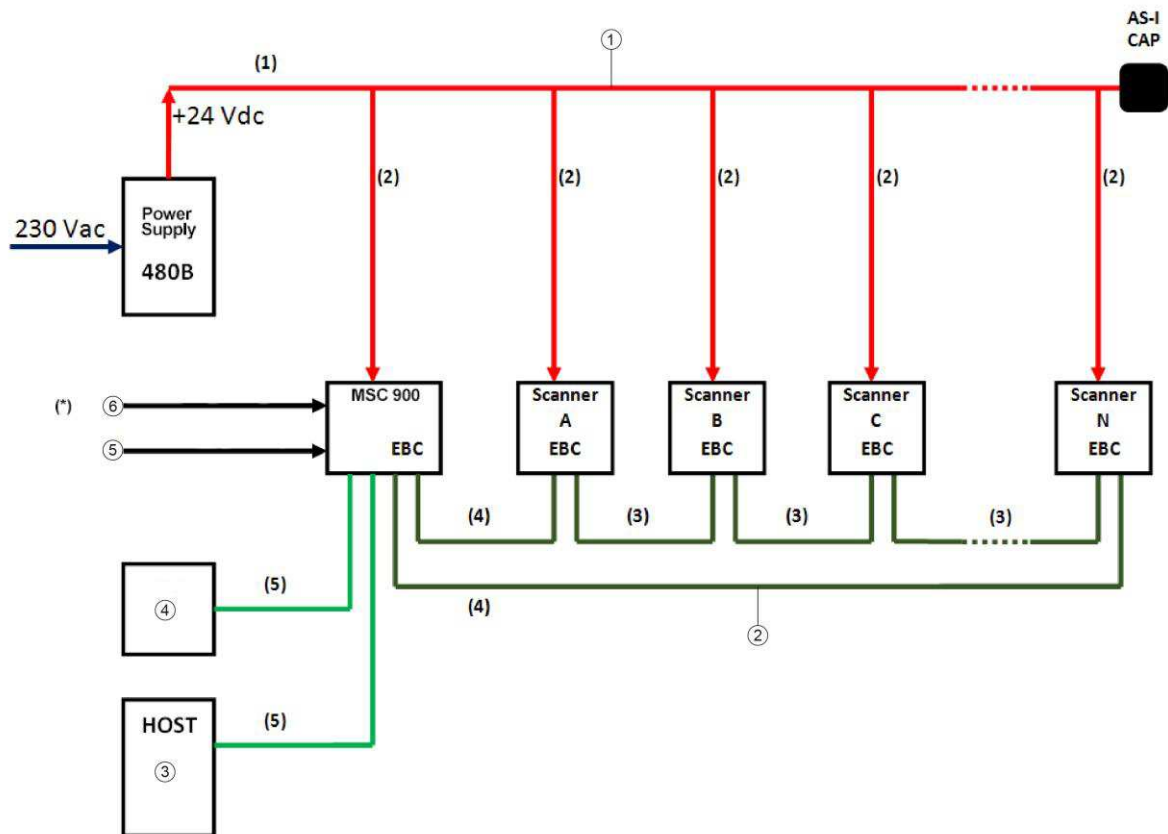 AS-I
CAP
①
(1)
+24 Vdc
(2)
(2)
(2)
(2)
(2)
Power
Supply
480B
230 Vac
MSC 900
EBC
Scanner
A
EBC
Scanner
B
EBC
Scanner
C
EBC
Scanner
N
EBC
(*)
⑥
⑤
(4)
(3)
(3)
(3)
(4)
②
④
(5)
HOST
③
(5)